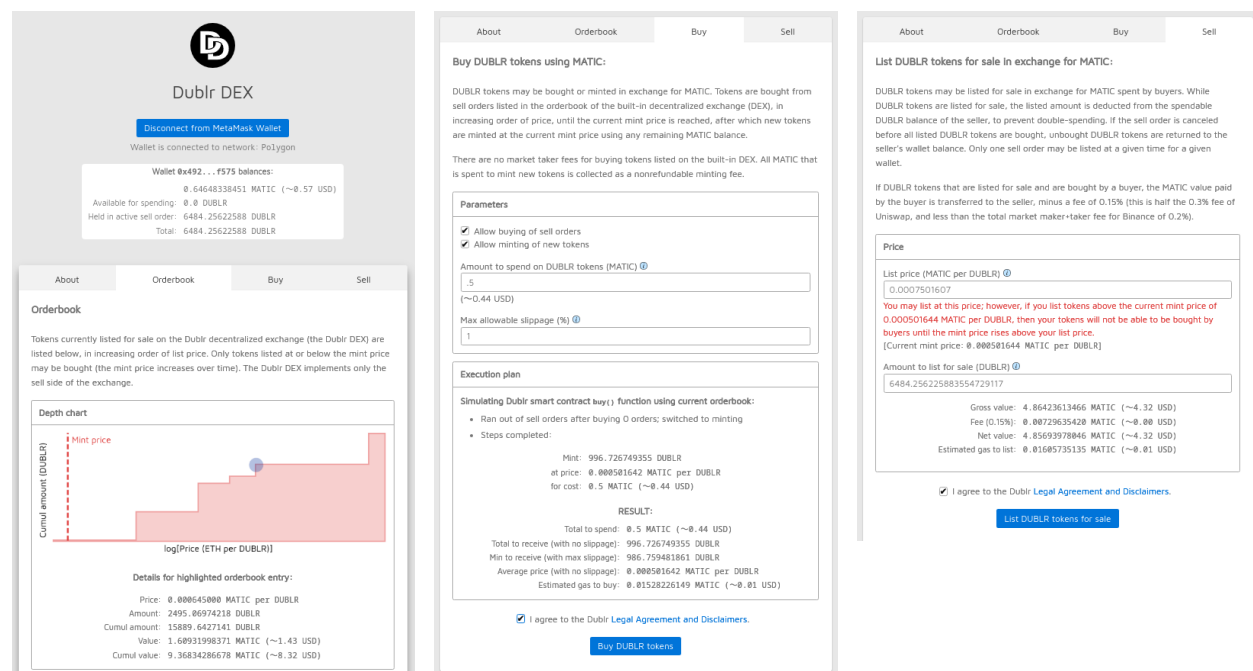 Dublr DEX
Disconnect from MetaMask Wallet
Wallet is connected to network: Polygon
Wallet 0x492...f575 balances:
0.64648338451 MATIC (~0.57 USD)
Available for spending: 0.0 DUBLR
Held in active sell order: 6484.25622588 DUBLR
Total: 6484.25622588 DUBLR
About Orderbook Buy Sell
Orderbook
Tokens currently listed for sale on the Dublr decentralized exchange (the Dublr DEX) are
listed below, in increasing order of list price. Only tokens listed at or below the mint price
may be bought (the mint price increases over time). The Dublr DEX implements only the
sell side of the exchange.
Depth chart
Mint price
Cumul amount (DUBLR)
log[Price (ETH per DUBLR)]
Details for highlighted orderbook entry:
Price: 0.000645000 MATIC per DUBLR
Amount: 2495.06974218 DUBLR
Cumul amount: 15889.6427141 DUBLR
Value: 1.60931998371 MATIC (~1.43 USD)
Cumul value: 9.36834286678 MATIC (~8.32 USD)
About Orderbook Buy Sell
Buy DUBLR tokens using MATIC:
DUBLR tokens may be bought or minted in exchange for MATIC. Tokens are bought from
sell orders listed in the orderbook of the built-in decentralized exchange (DEX), in
increasing order of price, until the current mint price is reached, after which new tokens
are minted at the current mint price using any remaining MATIC balance.
There are no market taker fees for buying tokens listed on the built-in DEX. All MATIC that
is spent to mint new tokens is collected as a nonrefundable minting fee.
Parameters
Allow buying of sell orders
Allow minting of new tokens
Amount to spend on DUBLR tokens (MATIC)
.5
(~0.44 USD)
Max allowable slippage (%)
1
Execution plan
Simulating Dublr smart contract buy() function using current orderbook:
• Ran out of sell orders after buying 0 orders; switched to minting
• Steps completed:
Mint: 996.726749355 DUBLR
at price: 0.000501642 MATIC per DUBLR
for cost: 0.5 MATIC (~0.44 USD)
RESULT:
Total to spend: 0.5 MATIC (~0.44 USD)
Total to receive (with no slippage): 996.726749355 DUBLR
Min to receive (with max slippage): 986.759481861 DUBLR
Average price (with no slippage): 0.000501642 MATIC per DUBLR
Estimated gas to buy: 0.01528226149 MATIC (~0.01 USD)
I agree to the Dublr Legal Agreement and Disclaimers.
Buy DUBLR tokens
About Orderbook Buy Sell
List DUBLR tokens for sale in exchange for MATIC:
DUBLR tokens may be listed for sale in exchange for MATIC spent by buyers. While
DUBLR tokens are listed for sale, the listed amount is deducted from the spendable
DUBLR balance of the seller, to prevent double-spending. If the sell order is canceled
before all listed DUBLR tokens are bought, unbought DUBLR tokens are returned to the
seller's wallet balance. Only one sell order may be listed at a given time for a given
wallet.
If DUBLR tokens that are listed for sale and are bought by a buyer, the MATIC value paid
by the buyer is transferred to the seller, minus a fee of 0.15% (this is half the 0.3% fee of
Uniswap, and less than the total market maker+taker fee for Binance of 0.2%).
Price
List price (MATIC per DUBLR)
0.0007501607
You may list at this price; however, if you list tokens above the current mint price of
0.000501644 MATIC per DUBLR, then your tokens will not be able to be bought by
buyers until the mint price rises above your list price.
[Current mint price: 0.000501644 MATIC per DUBLR]
Amount to list for sale (DUBLR)
6484.256225883554729117
Gross value: 4.86423613466 MATIC (~4.32 USD)
Fee (0.15%): 0.00729635420 MATIC (~0.00 USD)
Net value: 4.85693978046 MATIC (~4.32 USD)
Estimated gas to list: 0.01605735135 MATIC (~0.01 USD)
I agree to the Dublr Legal Agreement and Disclaimers.
List DUBLR tokens for sale